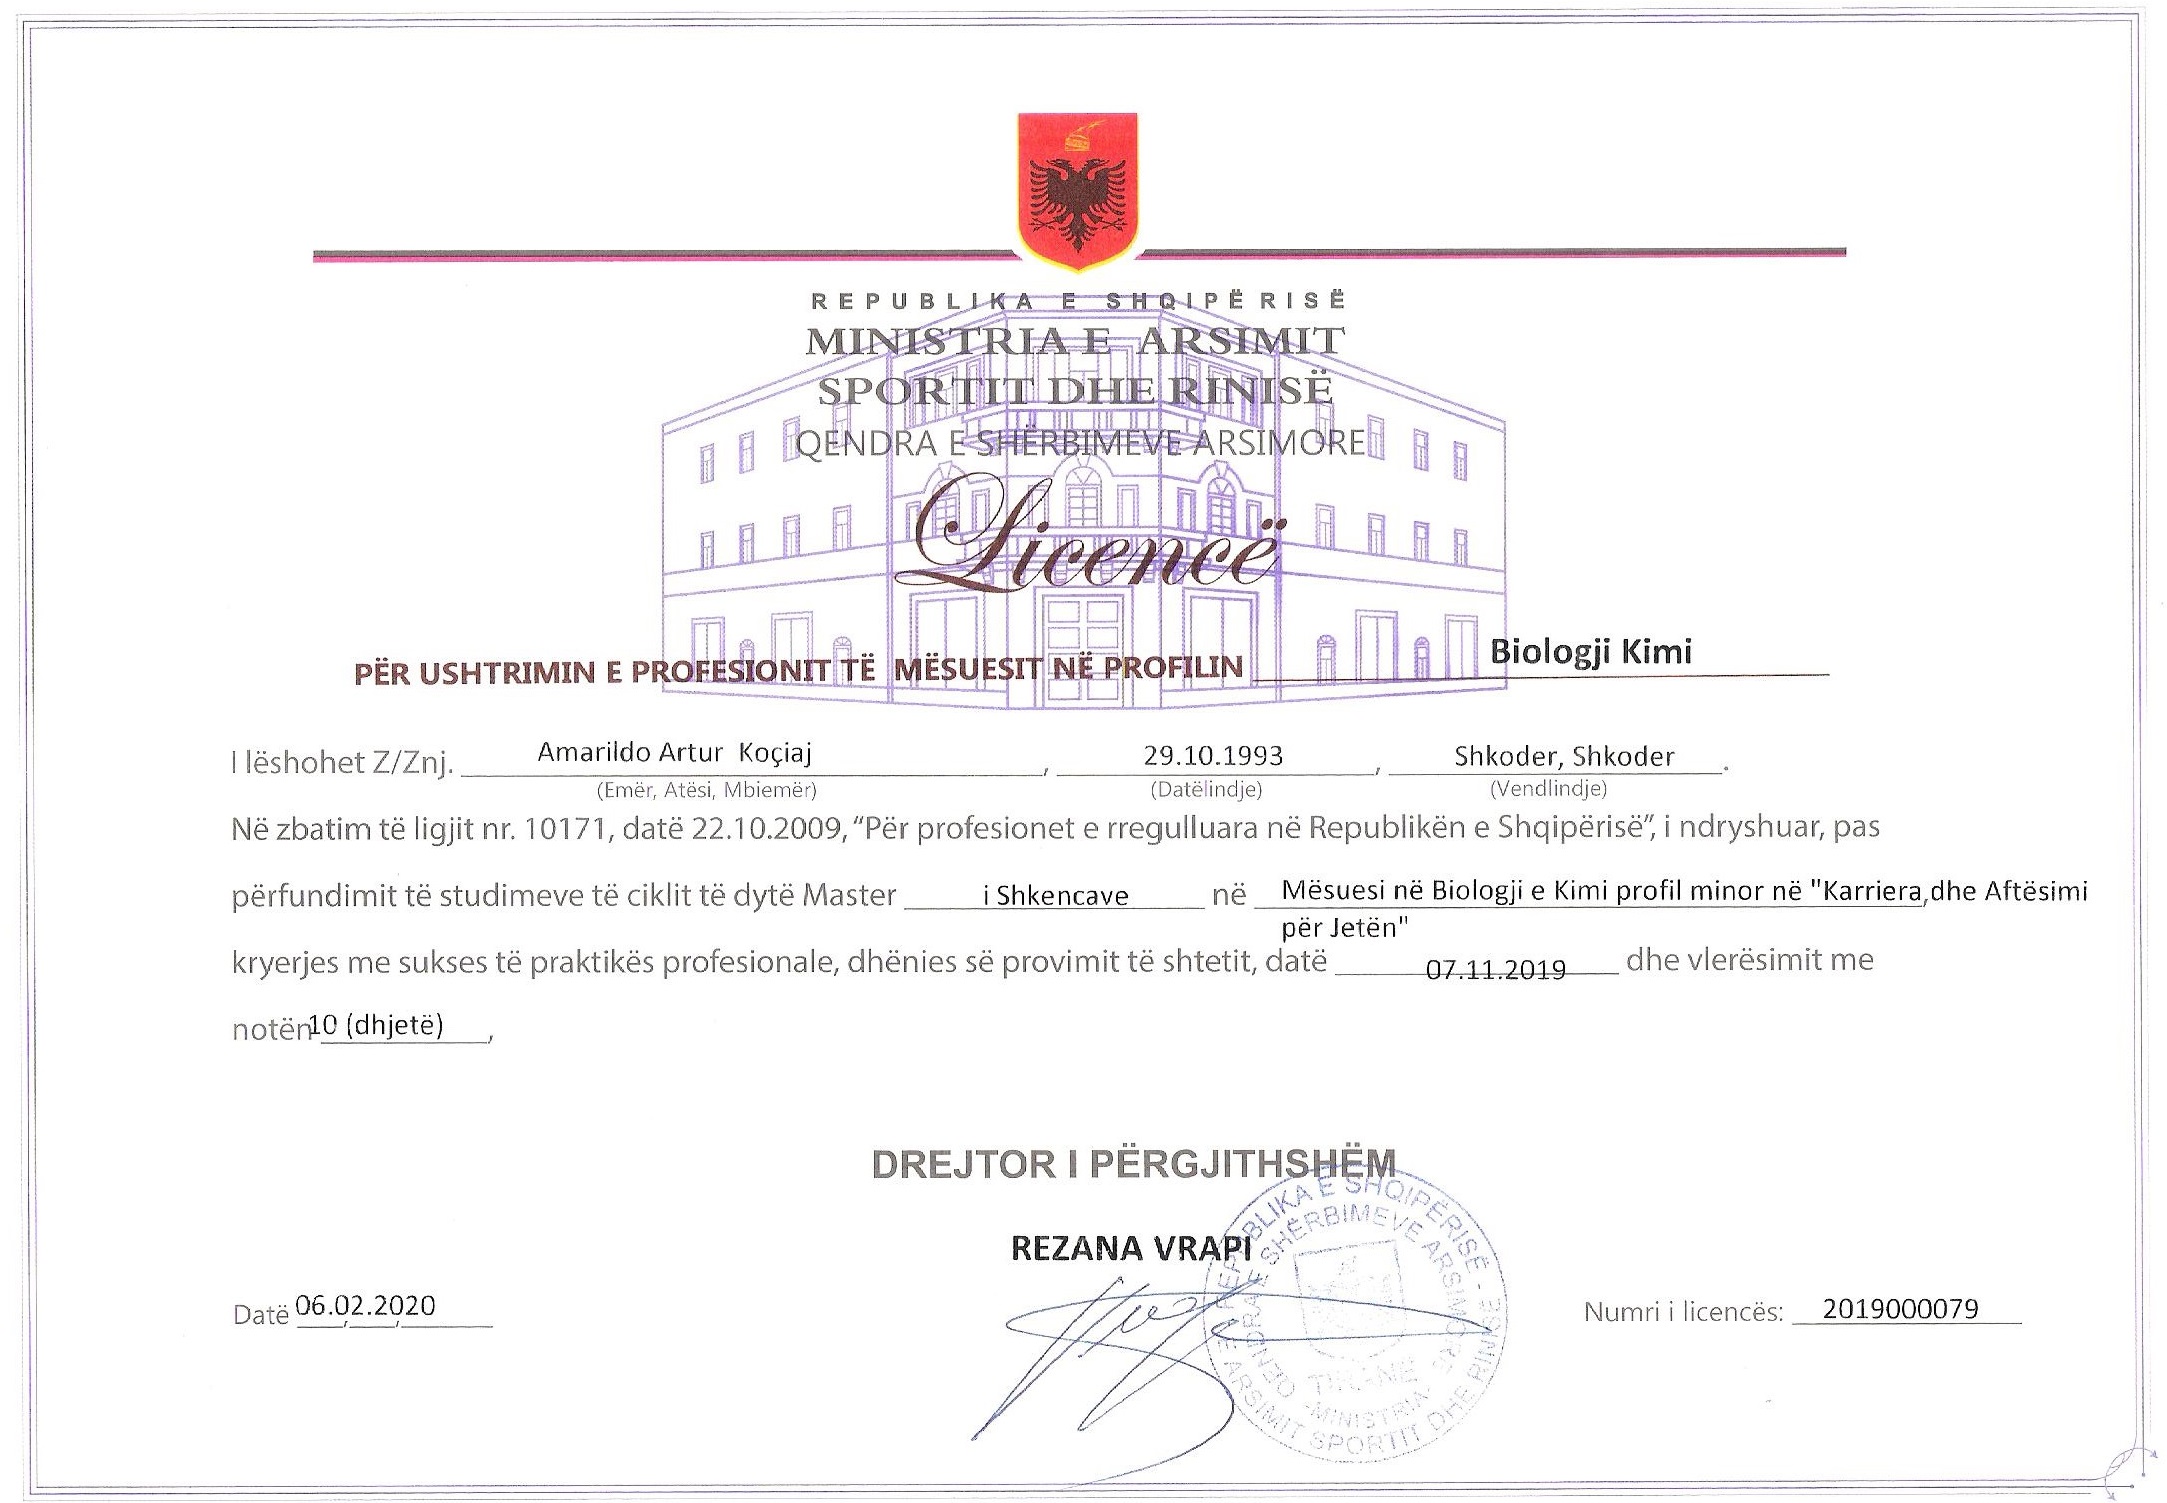 REPUBLIKA E SHQIPËRISË
MINISTRIA E ARSIMIT
SPORTIT DHE RINISË
QENDRA E SHËRBIMEVE ARSIMORE
Licencë
PËR USHTRIMIN E PROFESIONIT TË MËSUESIT NË PROFILIN Biologji Kimi
I lëshohet Z/Znj. Amarildo Artur Koçiaj, 29.10.1993, Shkoder, Shkoder.
(Emër, Atësi, Mbiemër) (Datëlindje) (Vendlindje)
Në zbatim të ligjit nr. 10171, datë 22.10.2009, “Për profesionet e rregulluara në Republikën e Shqipërisë”, i ndryshuar, pas
përfundimit të studimeve të ciklit të dytë Master i Shkencave në Mësuesi në Biologji e Kimi profil minor në "Karriera,dhe Aftësimi
për Jetën"
kryerjes me sukses të praktikës profesionale, dhënies së provimit të shtetit, datë 07.11.2019 dhe vlerësimit me
notën 10 (dhjetë),
DREJTOR I PËRGJITHSHËM
REZANA VRAPI
Datë 06.02.2020
Numri i licencës: 2019000079
REPUBLIKA E SHQIPËRISË -
QENDRA E SHËRBIMEVE ARSIMORE
TIRANË
-MINISTRIA
E ARSIMIT SPORTIT DHE RINISË